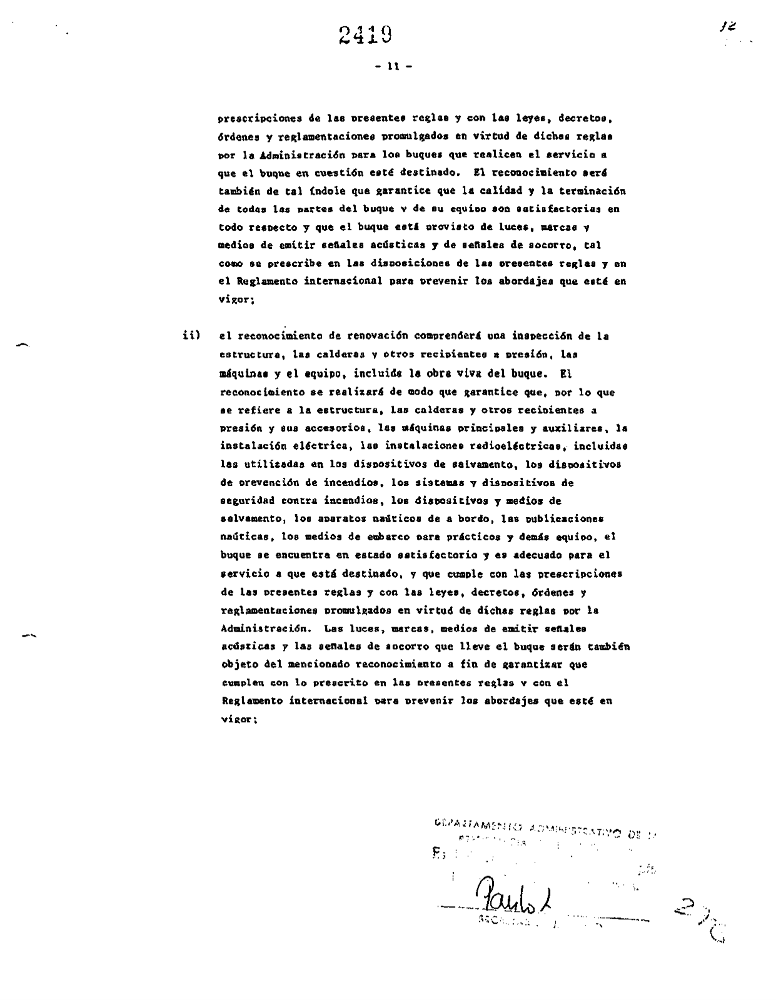 2419
12
- 11 -
prescripciones de las presentes reglas y con las leyes, decretos,
órdenes y reglamentaciones promulgados en virtud de dichas reglas
por la Administración para los buques que realicen el servicio a
que el buque en cuestión esté destinado. El reconocimiento será
también de tal índole que garantice que la calidad y la terminación
de todas las partes del buque y de su equipo son satisfactorias en
todo respecto y que el buque está provisto de luces, marcas y
medios de emitir señales acústicas y de señales de socorro, tal
como se prescribe en las disposiciones de las presentes reglas y en
el Reglamento internacional para prevenir los abordajes que esté en
vigor;
ii) el reconocimiento de renovación comprenderá una inspección de la
estructura, las calderas y otros recipientes a presión, las
máquinas y el equipo, incluida la obra viva del buque. El
reconocimiento se realizará de modo que garantice que, por lo que
se refiere a la estructura, las calderas y otros recipientes a
presión y sus accesorios, las máquinas principales y auxiliares, la
instalación eléctrica, las instalaciones radioeléctricas, incluidas
las utilizadas en los dispositivos de salvamento, los dispositivos
de prevención de incendios, los sistemas y dispositivos de
seguridad contra incendios, los dispositivos y medios de
salvamento, los aparatos naúticos de a bordo, las publicaciones
naúticas, los medios de embarco para prácticos y demás equipo, el
buque se encuentra en estado satisfactorio y es adecuado para el
servicio a que está destinado, y que cumple con las prescripciones
de las presentes reglas y con las leyes, decretos, órdenes y
reglamentaciones promulgados en virtud de dichas reglas por la
Administración. Las luces, marcas, medios de emitir señales
acústicas y las señales de socorro que lleve el buque serán también
objeto del mencionado reconocimiento a fin de garantizar que
cumplen con lo prescrito en las presentes reglas y con el
Reglamento internacional para prevenir los abordajes que esté en
vigor;
DEPARTAMENTO ADMINISTRATIVO DE